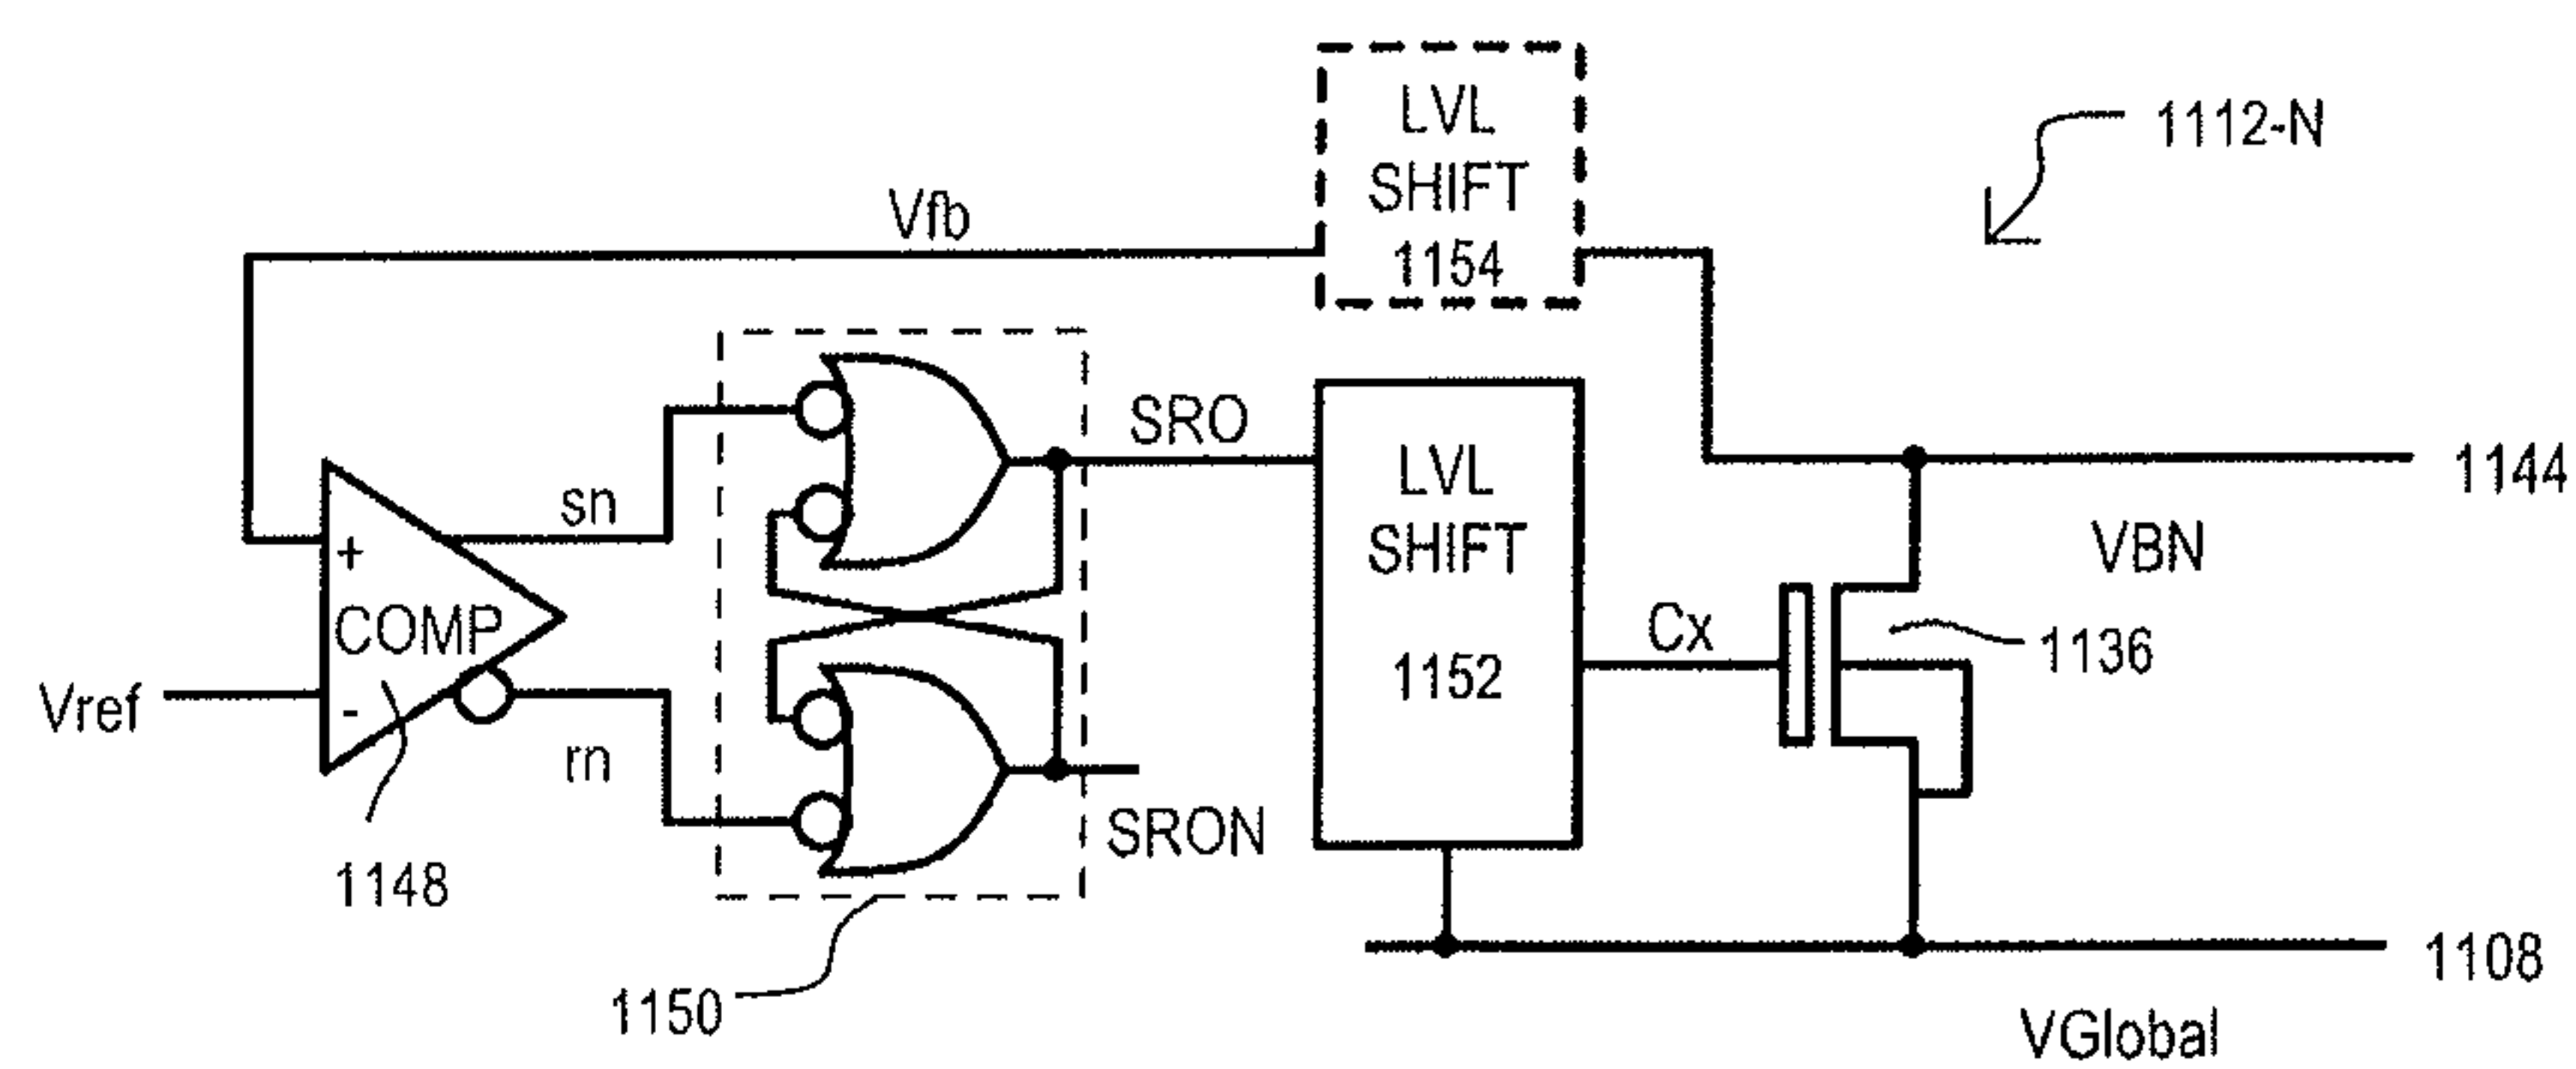 LVL
SHIFT
1154
1112-N
Vfb
SRO
LVL
SHIFT
1152
1144
VBN
sn
+
COMP
-
Cx
1136
Vref
rn
SRON
1148
1150
1108
VGlobal